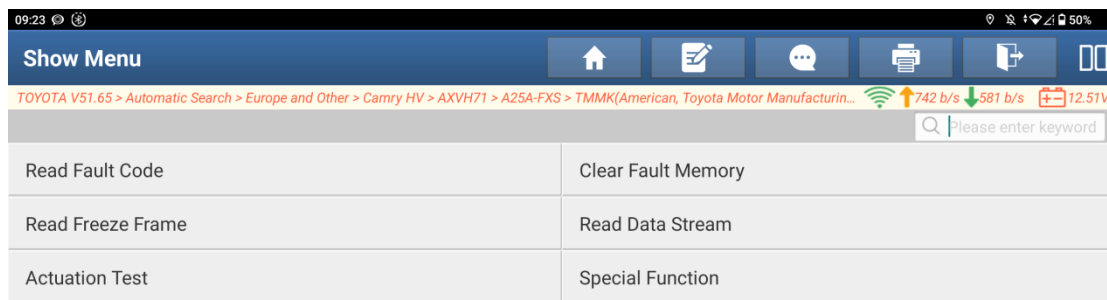 09:23 50%
Show Menu
TOYOTA V51.65 > Automatic Search > Europe and Other > Camry HV > AXVH71 > A25A-FXS > TMMK(American, Toyota Motor Manufacturin... 742 b/s 581 b/s 12.51V
Please enter keyword
Read Fault Code Clear Fault Memory
Read Freeze Frame Read Data Stream
Actuation Test Special Function